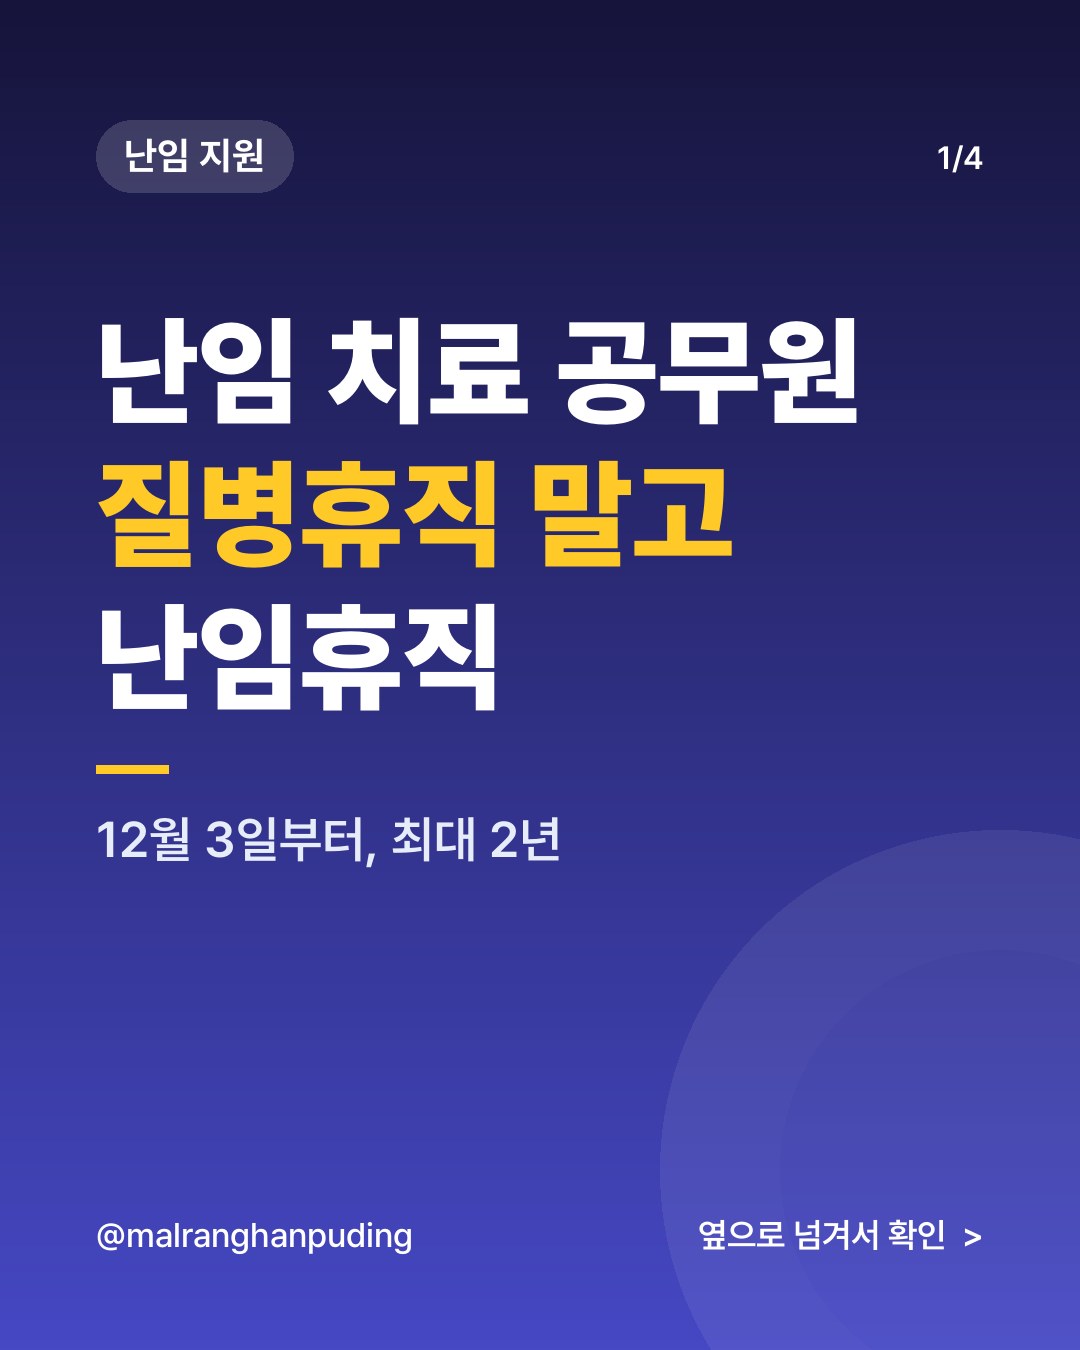 난임 지원
1/4
난임 치료 공무원
질병휴직 말고
난임휴직
12월 3일부터, 최대 2년
@malranghanpuding
옆으로 넘겨서 확인 >